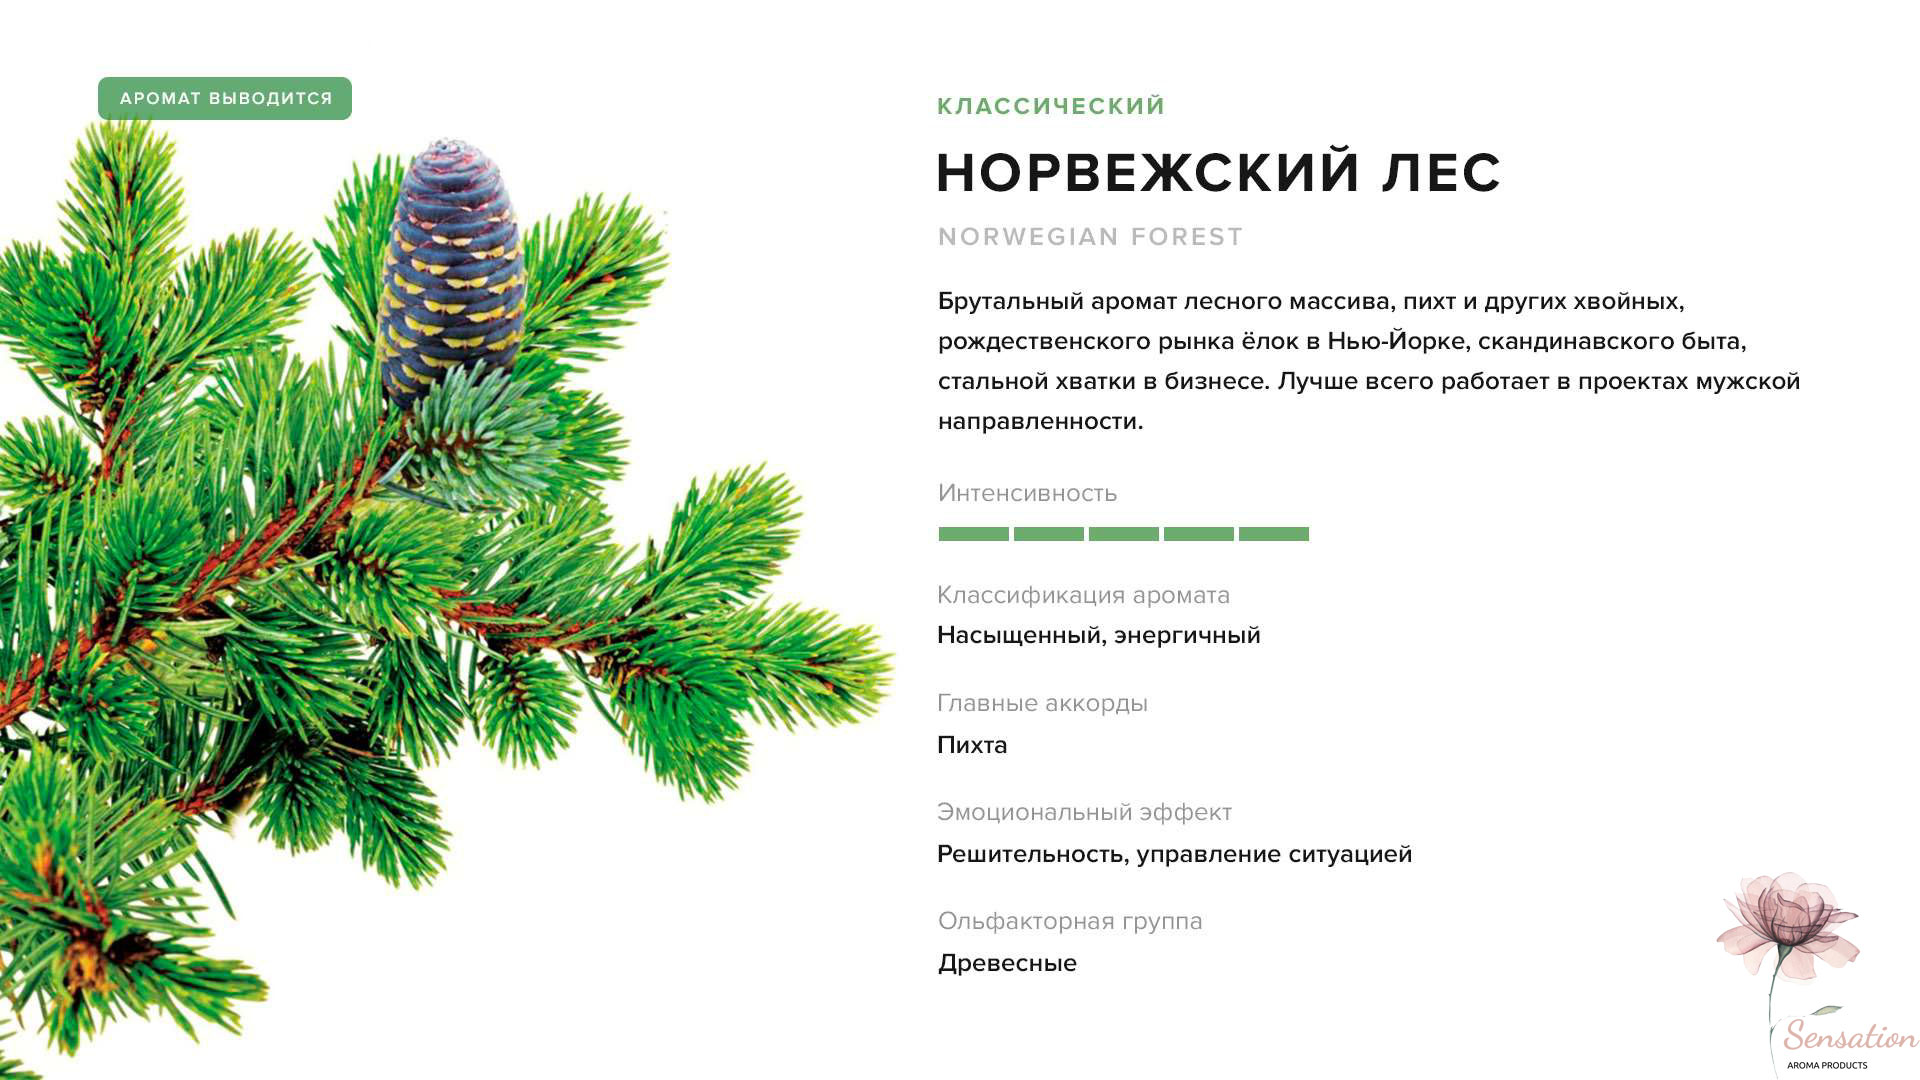 АРОМАТ ВЫВОДИТСЯ
КЛАССИЧЕСКИЙ
НОРВЕЖСКИЙ ЛЕС
NORWEGIAN FOREST
Брутальный аромат лесного массива, пихт и других хвойных,
рождественского рынка ёлок в Нью-Йорке, скандинавского быта,
стальной хватки в бизнесе. Лучше всего работает в проектах мужской
направленности.
Интенсивность
Классификация аромата
Насыщенный, энергичный
Главные аккорды
Пихта
Эмоциональный эффект
Решительность, управление ситуацией
Ольфакторная группа
Древесные
Sensation
AROMA PRODUCTS